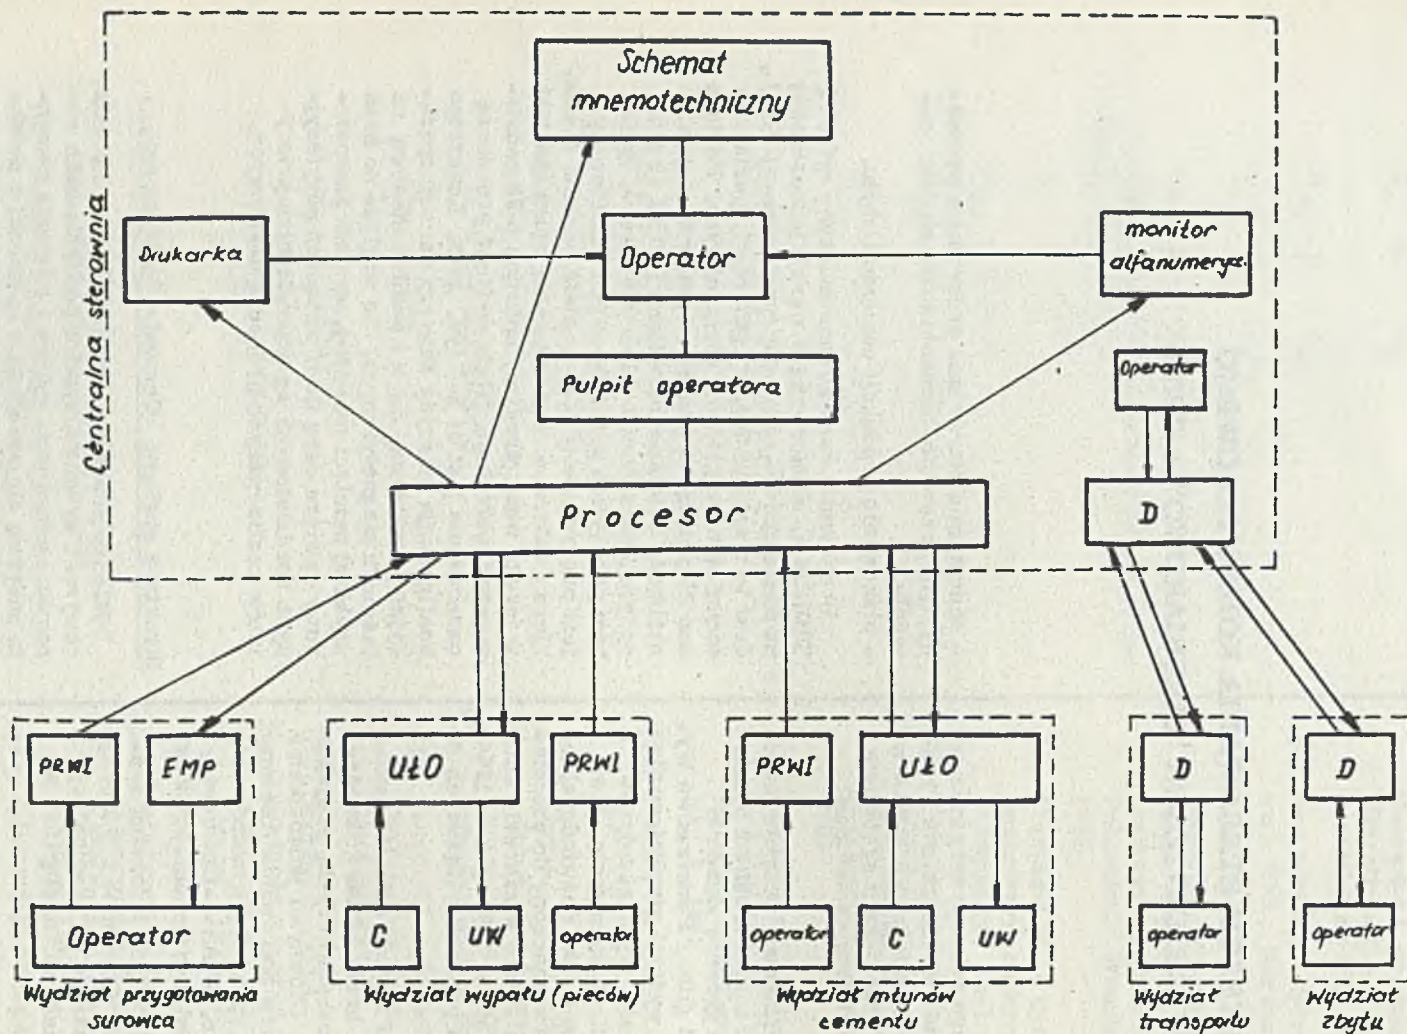 Schemat
mnemotechniczny
Centralna sterownia
Drukarka
Operator
monitor
alfanumerycz.
Pulpit operatora
Operator
Procesor
D
PRWI
EMP
UŁO
PRWI
PRWI
UŁO
D
D
Operator
C
UW
operator
operator
C
UW
operator
operator
Wydział przygotowania
surowca
Wydział wypału (pieców)
Wydział młynów
cementu
Wydział
transportu
Wydział
zbytu